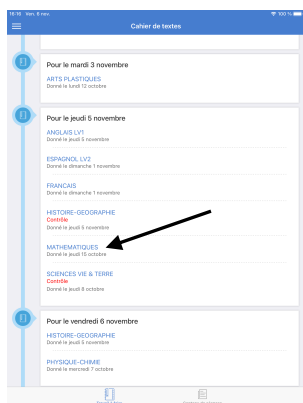 15:16 Ven. 6 nov.
100 %
Cahier de textes
Pour le mardi 3 novembre
ARTS PLASTIQUES
Donné le lundi 12 octobre
Pour le jeudi 5 novembre
ANGLAIS LV1
Donné le dimanche 1 novembre
ESPAGNOL LV2
Donné le dimanche 1 novembre
FRANCAIS
Donné le dimanche 1 novembre
HISTOIRE-GEOGRAPHIE
Contrôle
Donné le jeudi 5 novembre
MATHEMATIQUES
Donné le jeudi 15 octobre
SCIENCES VIE & TERRE
Contrôle
Donné le jeudi 8 octobre
Pour le vendredi 6 novembre
HISTOIRE-GEOGRAPHIE
Donné le jeudi 5 novembre
PHYSIQUE-CHIMIE
Donné le mercredi 7 octobre